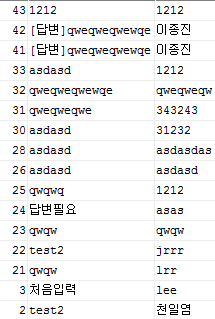 43 1212 1212
42 [답변]qweqweqwewqe 이종진
41 [답변]qweqweqwewqe 이종진
33 asdasd 1212
32 qweqweqwewqe qweqweqw
31 qweqweqwe 343243
30 asdasd 31232
28 asdasd asdasdas
26 asdasd asdasd
25 qwqwq 1212
24 답변필요 asas
23 qwqw qwqw
22 test2 jrrr
21 qwqw lrr
3 처음입력 lee
2 test2 천일염